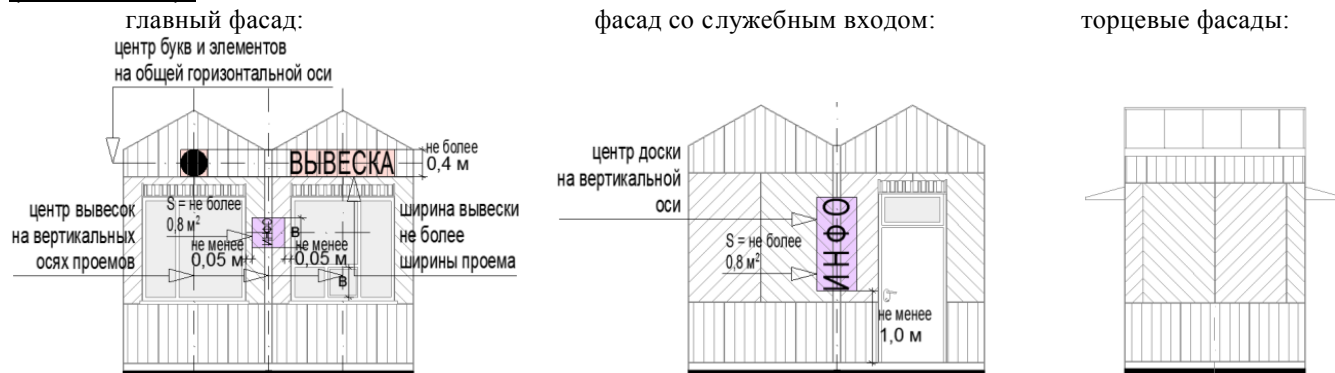 главный фасад:
фасад со служебным входом:
торцевые фасады:
центр букв и элементов
на общей горизонтальной оси
ВЫВЕСКА
не более
0,4 м
центр вывесок
на вертикальных
осях проемов
S = не более
0,8 м²
ИНФО
В
не менее
0,05 м
не менее
0,05 м
В
ширина вывески
не более
ширины проема
центр доски
на вертикальной
оси
S = не более
0,8 м²
ИНФО
не менее
1,0 м